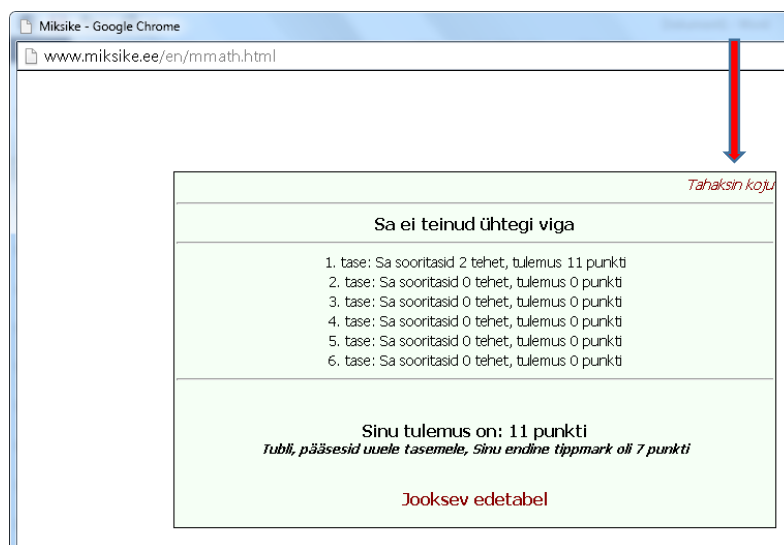 Miksike - Google Chrome
www.miksike.ee/en/mmath.html
Tahaksin koju
Sa ei teinud ühtegi viga
1. tase: Sa sooritasid 2 tehet, tulemus 11 punkti
2. tase: Sa sooritasid 0 tehet, tulemus 0 punkti
3. tase: Sa sooritasid 0 tehet, tulemus 0 punkti
4. tase: Sa sooritasid 0 tehet, tulemus 0 punkti
5. tase: Sa sooritasid 0 tehet, tulemus 0 punkti
6. tase: Sa sooritasid 0 tehet, tulemus 0 punkti
Sinu tulemus on: 11 punkti
Tubli, pääsesid uuele tasemele, Sinu endine tippmark oli 7 punkti
Jooksev edetabel